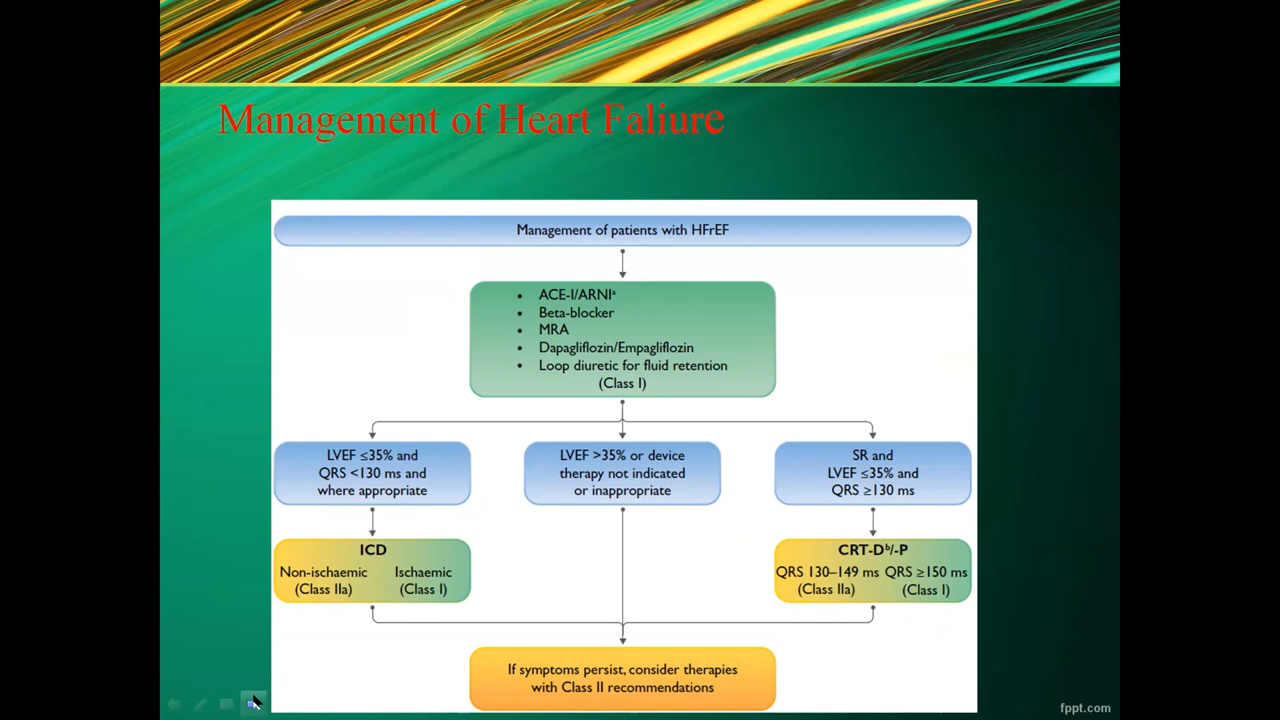 Management of Heart Faliure
Management of patients with HFrEF
• ACE-I/ARNIᵃ
• Beta-blocker
• MRA
• Dapagliflozin/Empagliflozin
• Loop diuretic for fluid retention
(Class I)
LVEF ≤35% and
QRS <130 ms and
where appropriate
LVEF >35% or device
therapy not indicated
or inappropriate
SR and
LVEF ≤35% and
QRS ≥130 ms
ICD
Non-ischaemic
(Class IIa)
Ischaemic
(Class I)
CRT-Dᵇ/-P
QRS 130–149 ms
(Class IIa)
QRS ≥150 ms
(Class I)
If symptoms persist, consider therapies
with Class II recommendations
fppt.com